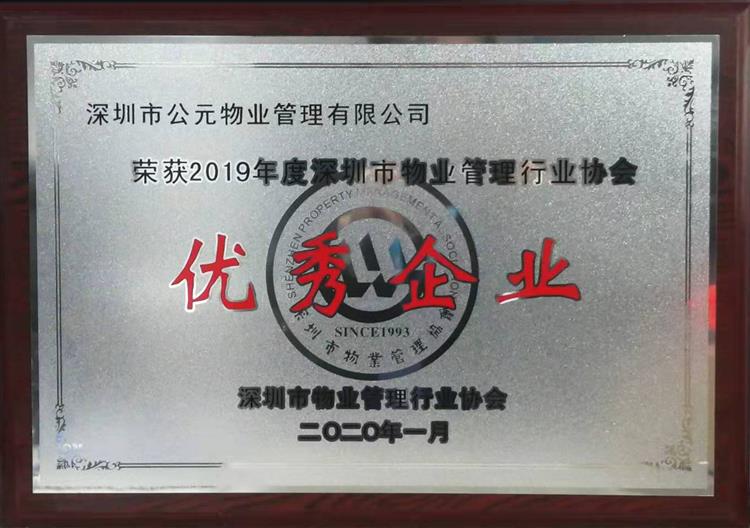 深圳市公元物业管理有限公司
荣获2019年度深圳市物业管理行业协会
SHENZHEN PROPERTY MANAGEMENT ASSOCIATION
优秀企业
SINCE1993
深圳市物業管理協會
深圳市物业管理行业协会
二〇二〇年一月